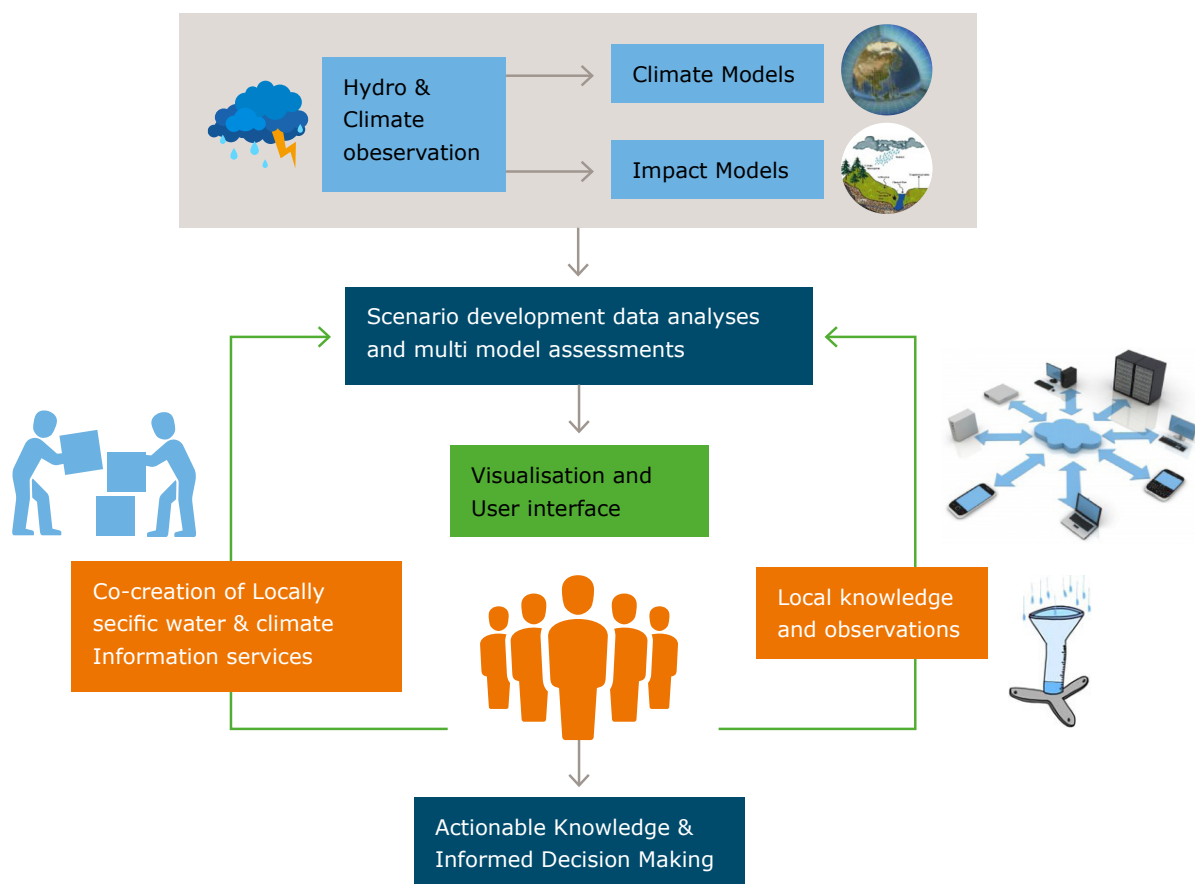 Hydro &
Climate
obeservation
Climate Models
Impact Models
Scenario development data analyses
and multi model assessments
Visualisation and
User interface
Co-creation of Locally
secific water & climate
Information services
Local knowledge
and observations
Actionable Knowledge &
Informed Decision Making